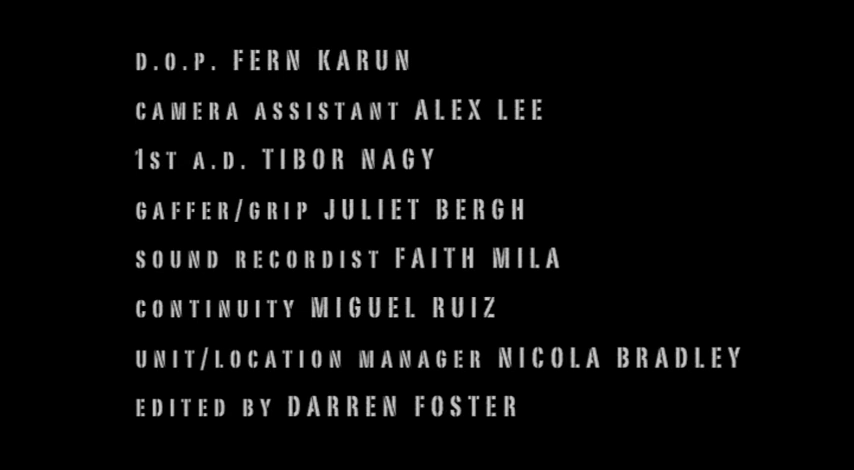 D.O.P. FERN KARUN
CAMERA ASSISTANT ALEX LEE
1ST A.D. TIBOR NAGY
GAFFER/GRIP JULIET BERGH
SOUND RECORDIST FAITH MILA
CONTINUITY MIGUEL RUIZ
UNIT/LOCATION MANAGER NICOLA BRADLEY
EDITED BY DARREN FOSTER